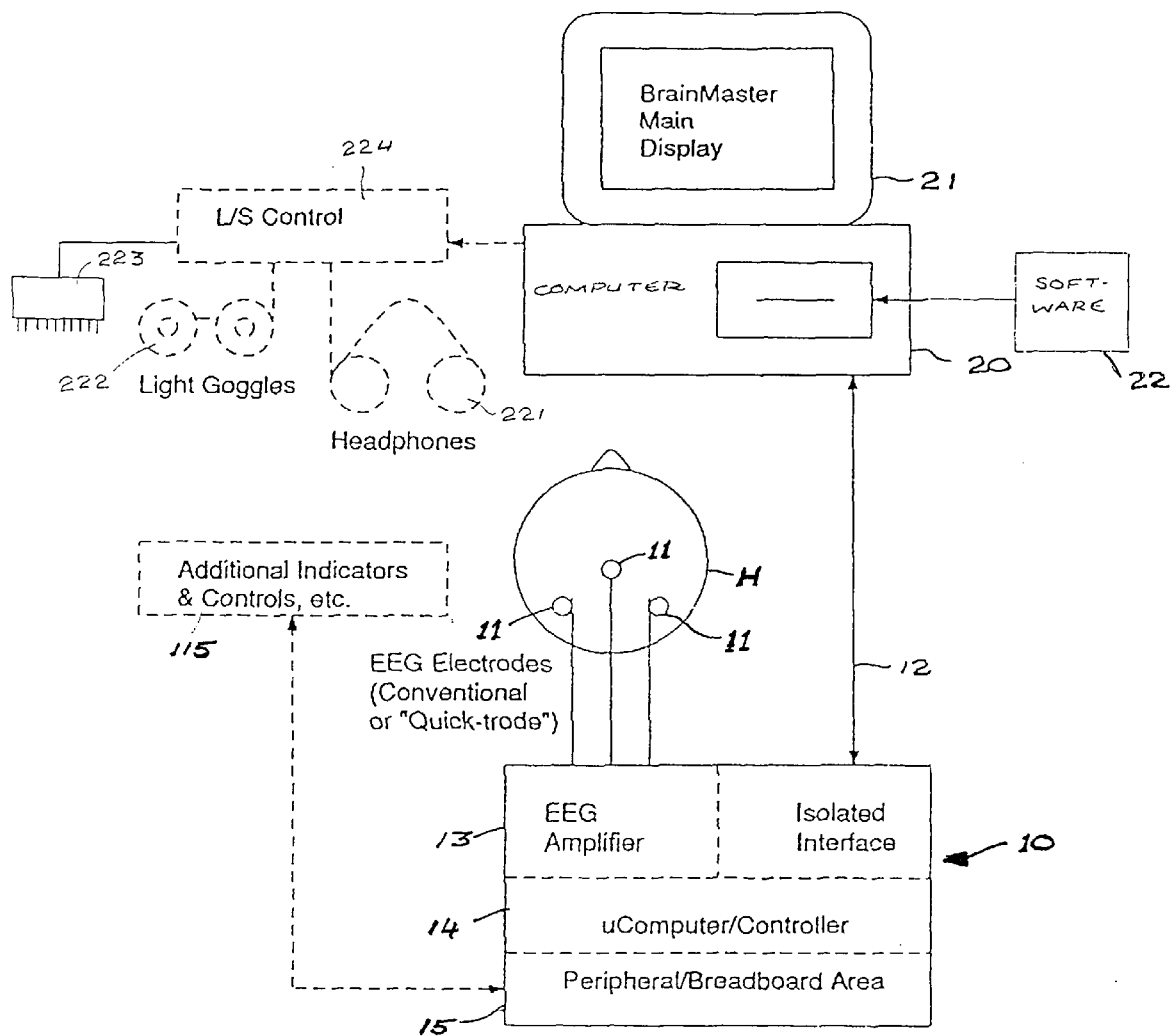 BrainMaster
Main
Display
21
224
L/S Control
223
COMPUTER
SOFT-
WARE
20
22
222
Light Goggles
221
Headphones
11
H
Additional Indicators
& Controls, etc.
115
11
11
EEG Electrodes
(Conventional
or "Quick-trode")
12
EEG
Amplifier
Isolated
Interface
13
10
14
uComputer/Controller
Peripheral/Breadboard Area
15